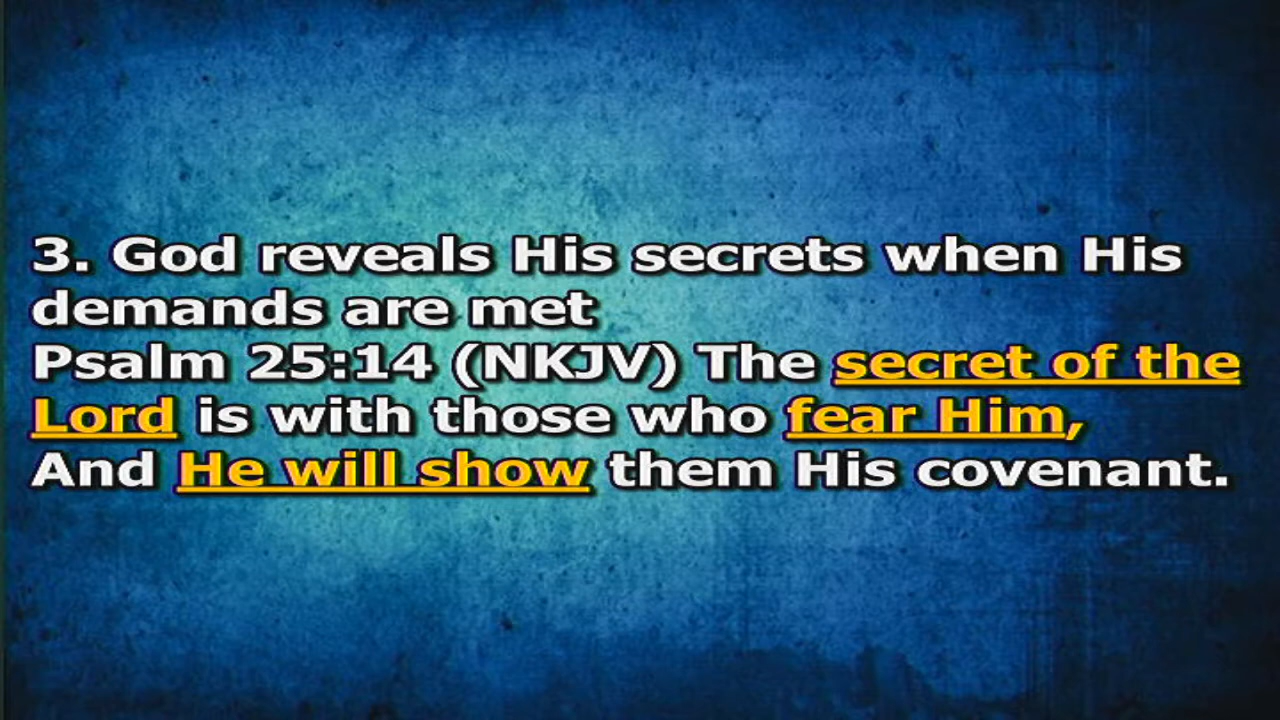 3. God reveals His secrets when His
demands are met
Psalm 25:14 (NKJV) The secret of the
Lord is with those who fear Him,
And He will show them His covenant.